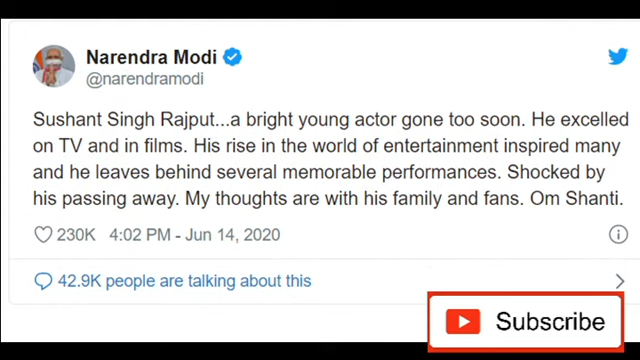 Narendra Modi
@narendramodi
Sushant Singh Rajput...a bright young actor gone too soon. He excelled
on TV and in films. His rise in the world of entertainment inspired many
and he leaves behind several memorable performances. Shocked by
his passing away. My thoughts are with his family and fans. Om Shanti.
230K 4:02 PM - Jun 14, 2020
42.9K people are talking about this
Subscribe